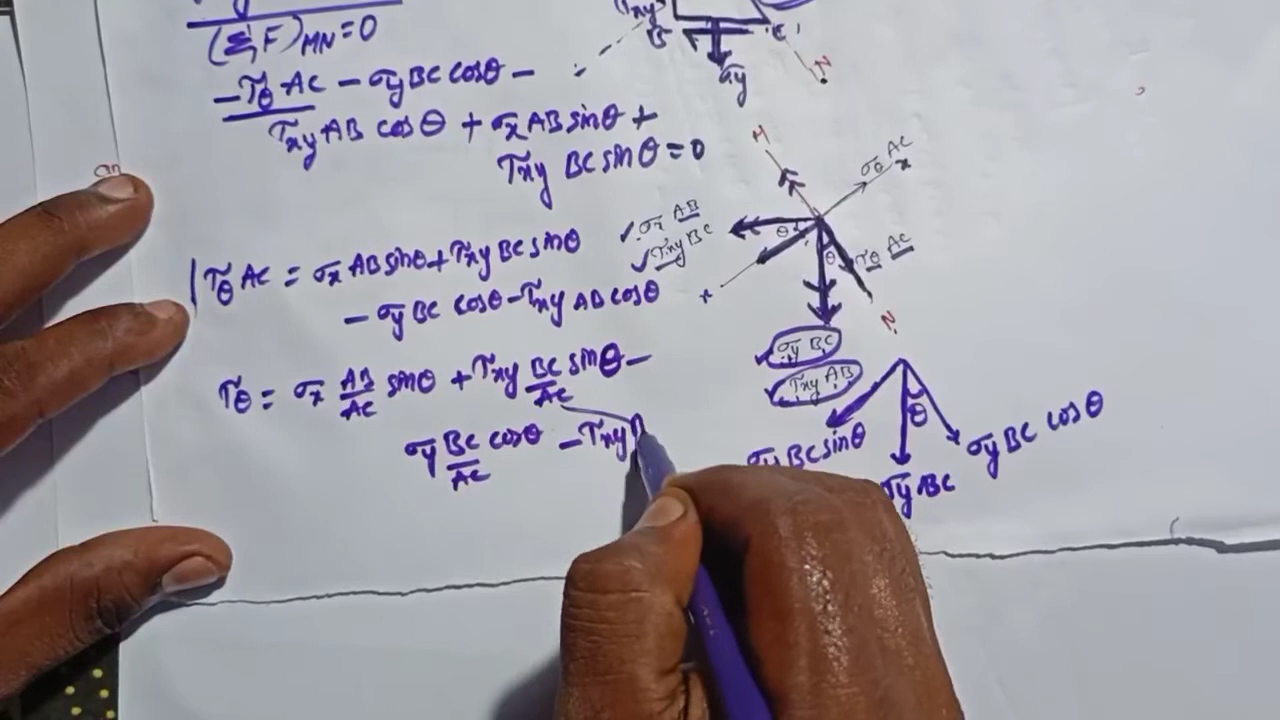 (Σ F)MN = 0
-τθ AC - σy BC cosθ -
τxy AB cosθ + σx AB sinθ +
τxy BC sinθ = 0
τθ AC = σx AB sinθ + τxy BC sinθ
- σy BC cosθ - τxy AB cosθ
τθ = σx AB/AC sinθ + τxy BC/AC sinθ -
σy BC/AC cosθ - τxy
τxy
B
C
σy
N
M
σθ AC
x
σx AB
τxy BC
θ
θ
τθ AC
N
σy BC
τxy AB
θ
σy BC sinθ
σy BC
σy BC cosθ